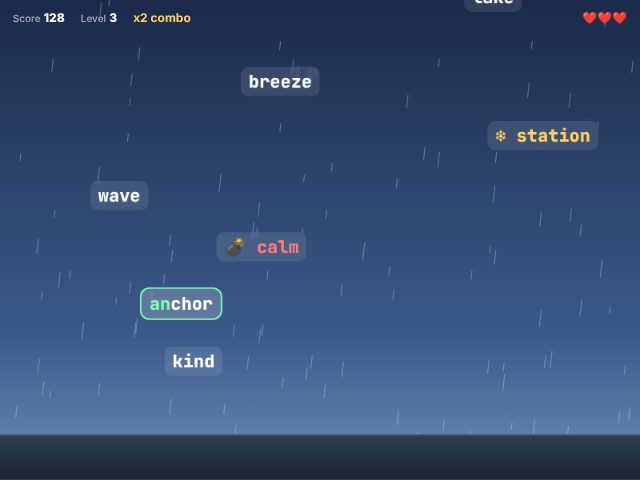 Score 128 Level 3 x2 combo
breeze
station
wave
calm
anchor
kind